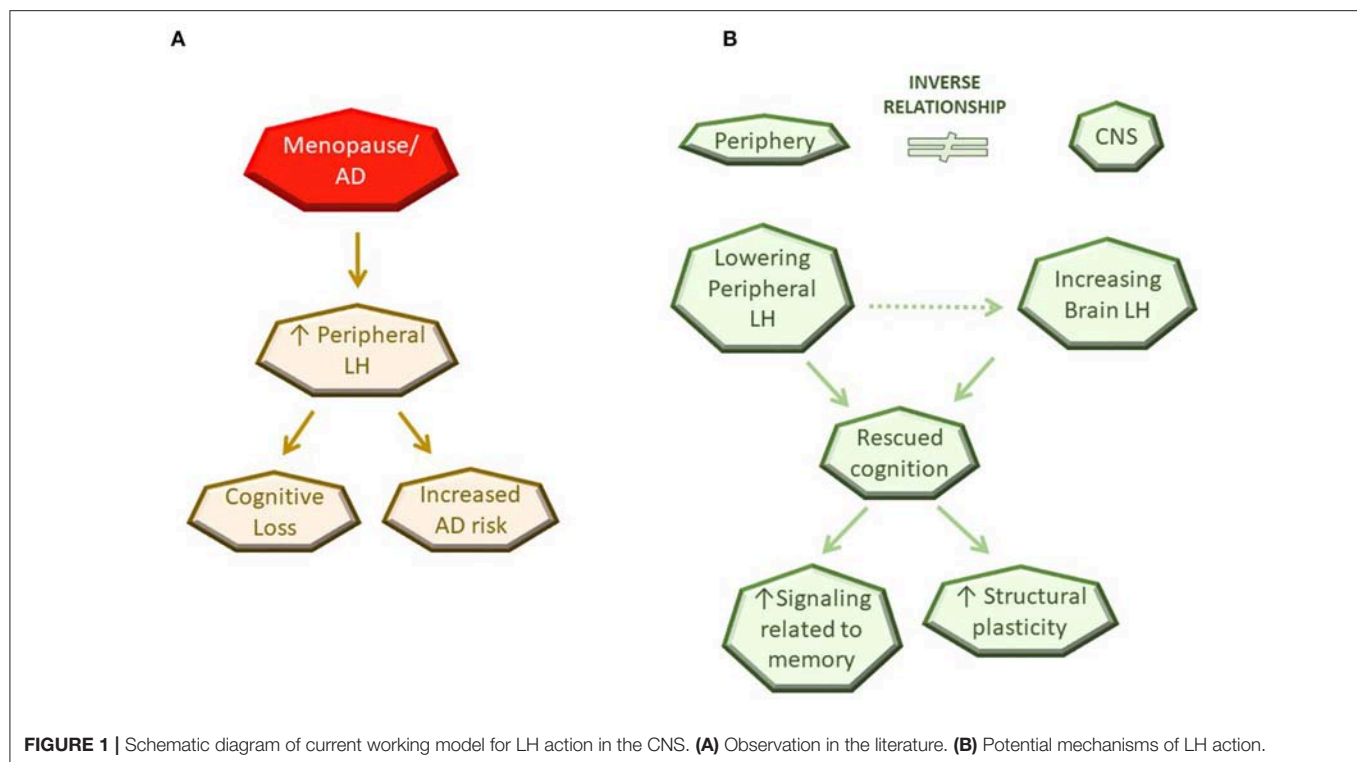 A
Menopause/
AD
↑ Peripheral
LH
Cognitive
Loss
Increased
AD risk
B
INVERSE
RELATIONSHIP
Periphery
CNS
Lowering
Peripheral
LH
Increasing
Brain LH
Rescued
cognition
↑Signaling
related to
memory
↑ Structural
plasticity
FIGURE 1 | Schematic diagram of current working model for LH action in the CNS. (A) Observation in the literature. (B) Potential mechanisms of LH action.